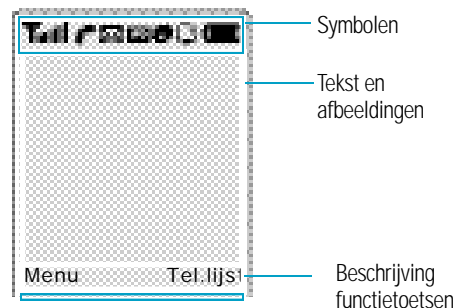 Symbolen
Tekst en
afbeeldingen
Menu Tel.lijst
Beschrijving
functietoetsen